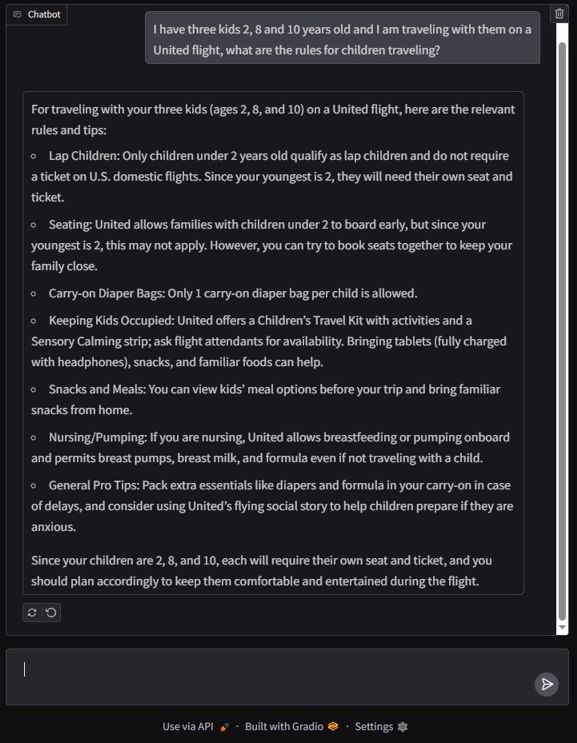 Chatbot
I have three kids 2, 8 and 10 years old and I am traveling with them on a
United flight, what are the rules for children traveling?
For traveling with your three kids (ages 2, 8, and 10) on a United flight, here are the relevant
rules and tips:
Lap Children: Only children under 2 years old qualify as lap children and do not require
a ticket on U.S. domestic flights. Since your youngest is 2, they will need their own seat and
ticket.
Seating: United allows families with children under 2 to board early, but since your
youngest is 2, this may not apply. However, you can try to book seats together to keep your
family close.
Carry-on Diaper Bags: Only 1 carry-on diaper bag per child is allowed.
Keeping Kids Occupied: United offers a Children’s Travel Kit with activities and a
Sensory Calming strip; ask flight attendants for availability. Bringing tablets (fully charged
with headphones), snacks, and familiar foods can help.
Snacks and Meals: You can view kids’ meal options before your trip and bring familiar
snacks from home.
Nursing/Pumping: If you are nursing, United allows breastfeeding or pumping onboard
and permits breast pumps, breast milk, and formula even if not traveling with a child.
General Pro Tips: Pack extra essentials like diapers and formula in your carry-on in case
of delays, and consider using United’s flying social story to help children prepare if they are
anxious.
Since your children are 2, 8, and 10, each will require their own seat and ticket, and you
should plan accordingly to keep them comfortable and entertained during the flight.
Use via API · Built with Gradio · Settings